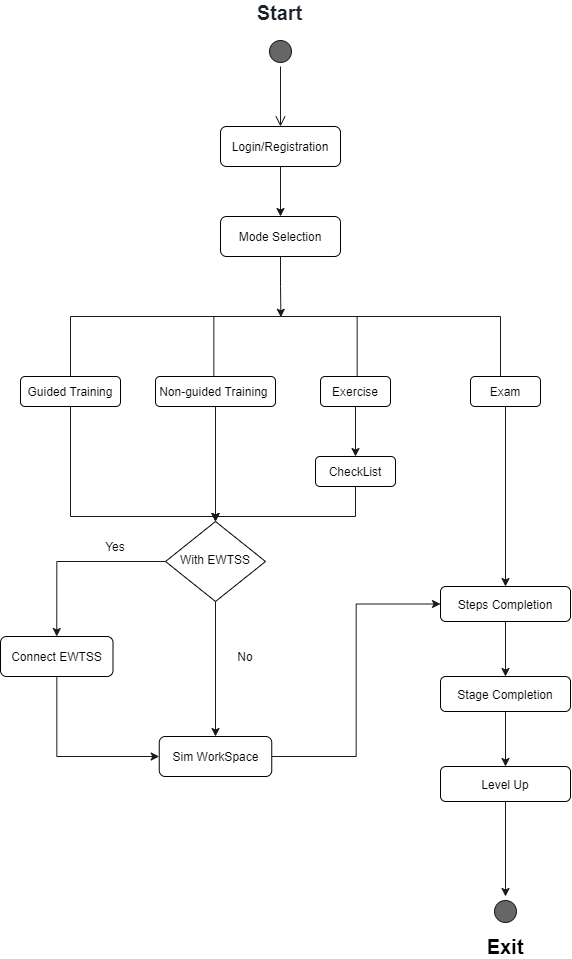 Start
Login/Registration
Mode Selection
Guided Training
Non-guided Training
Exercise
Exam
CheckList
Yes
With EWTSS
Steps Completion
Connect EWTSS
No
Stage Completion
Sim WorkSpace
Level Up
Exit